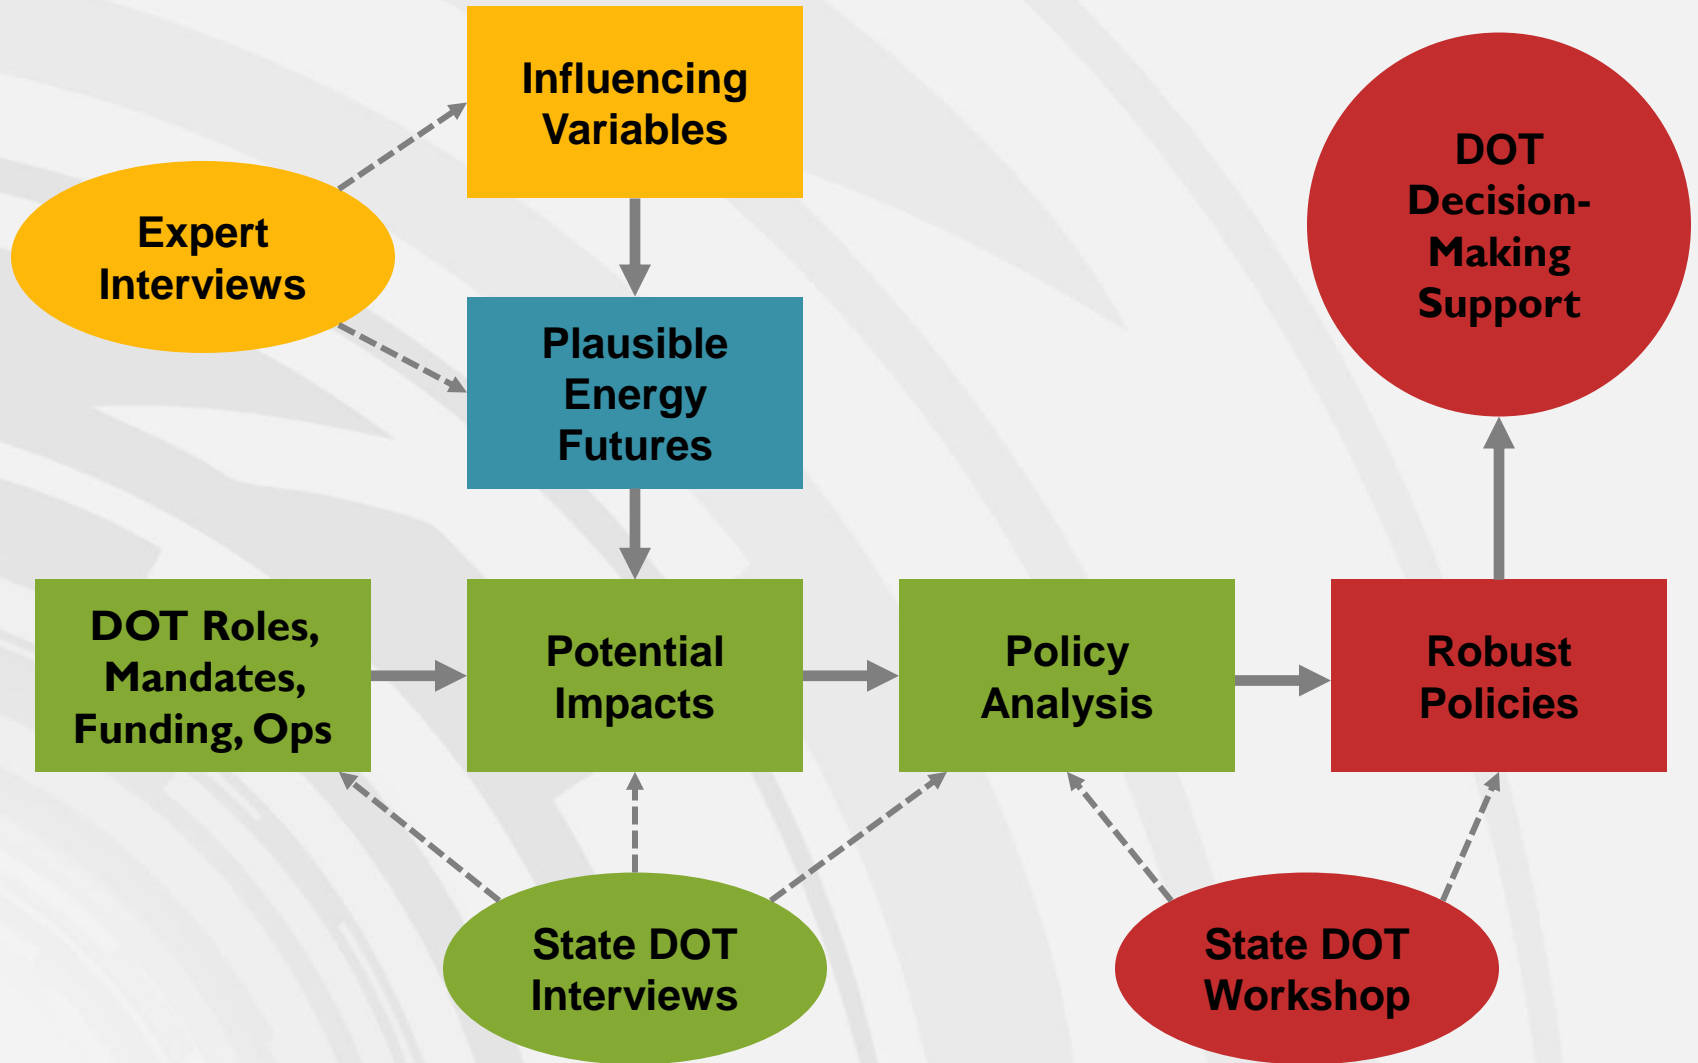 Influencing
Variables
DOT
Decision-
Making
Support
Expert
Interviews
Plausible
Energy
Futures
DOT Roles,
Mandates,
Funding, Ops
Potential
Impacts
Policy
Analysis
Robust
Policies
State DOT
Interviews
State DOT
Workshop